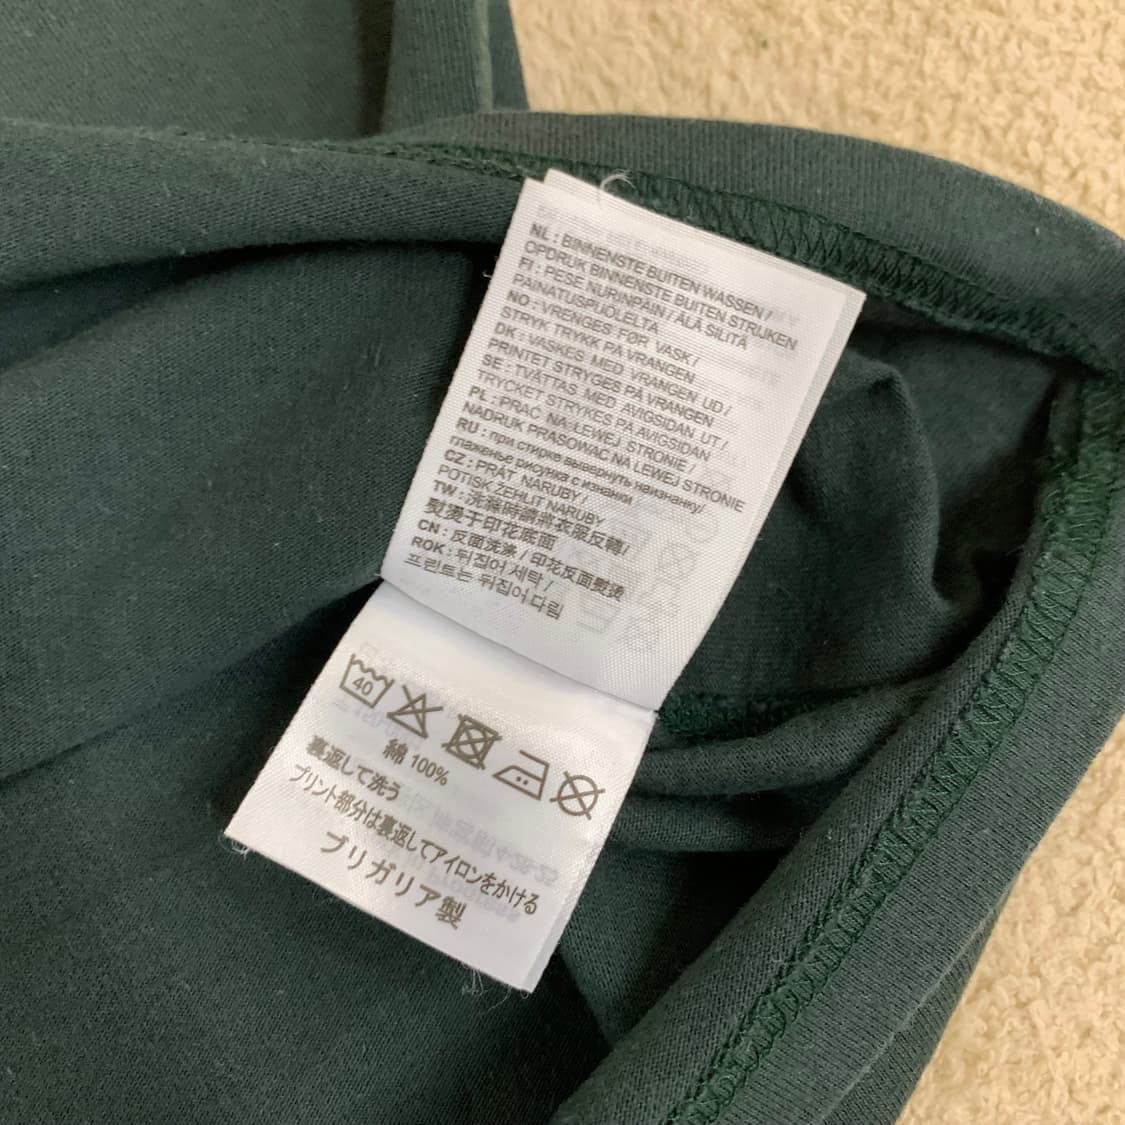 NL : BINNENSTE BUITEN WASSEN /
OPDRUK BINNENSTE BUITEN STRIJKEN
FI : PESE NURINPÄIN / ÄLÄ SILITÄ
PAINATUSPUOLELTA
NO : VRENGES FØR VASK /
STRYK TRYKK PÅ VRANGEN
DK : VASKES MED VRANGEN UD /
PRINTET STRYGES PÅ VRANGEN
SE : TVÄTTAS MED AVIGSIDAN UT /
TRYCKET STRYKES PÅ AVIGSIDAN
PL : PRAĆ NA LEWEJ STRONIE /
NADRUK PRASOWAĆ NA LEWEJ STRONIE
RU : при стирке вывернуть наизнанку/
глаженье рисунка с изнанки
CZ : PRÁT NARUBY /
POTISK ŽEHLIT NARUBY
TW : 洗滌時請將衣服反轉/
熨燙于印花底面
CN : 反面洗涤 / 印花反面熨烫
ROK : 뒤집어 세탁 /
프린트는 뒤집어 다림
40
綿 100%
裏返して洗う
プリント部分は裏返してアイロンをかける
ブリガリア製